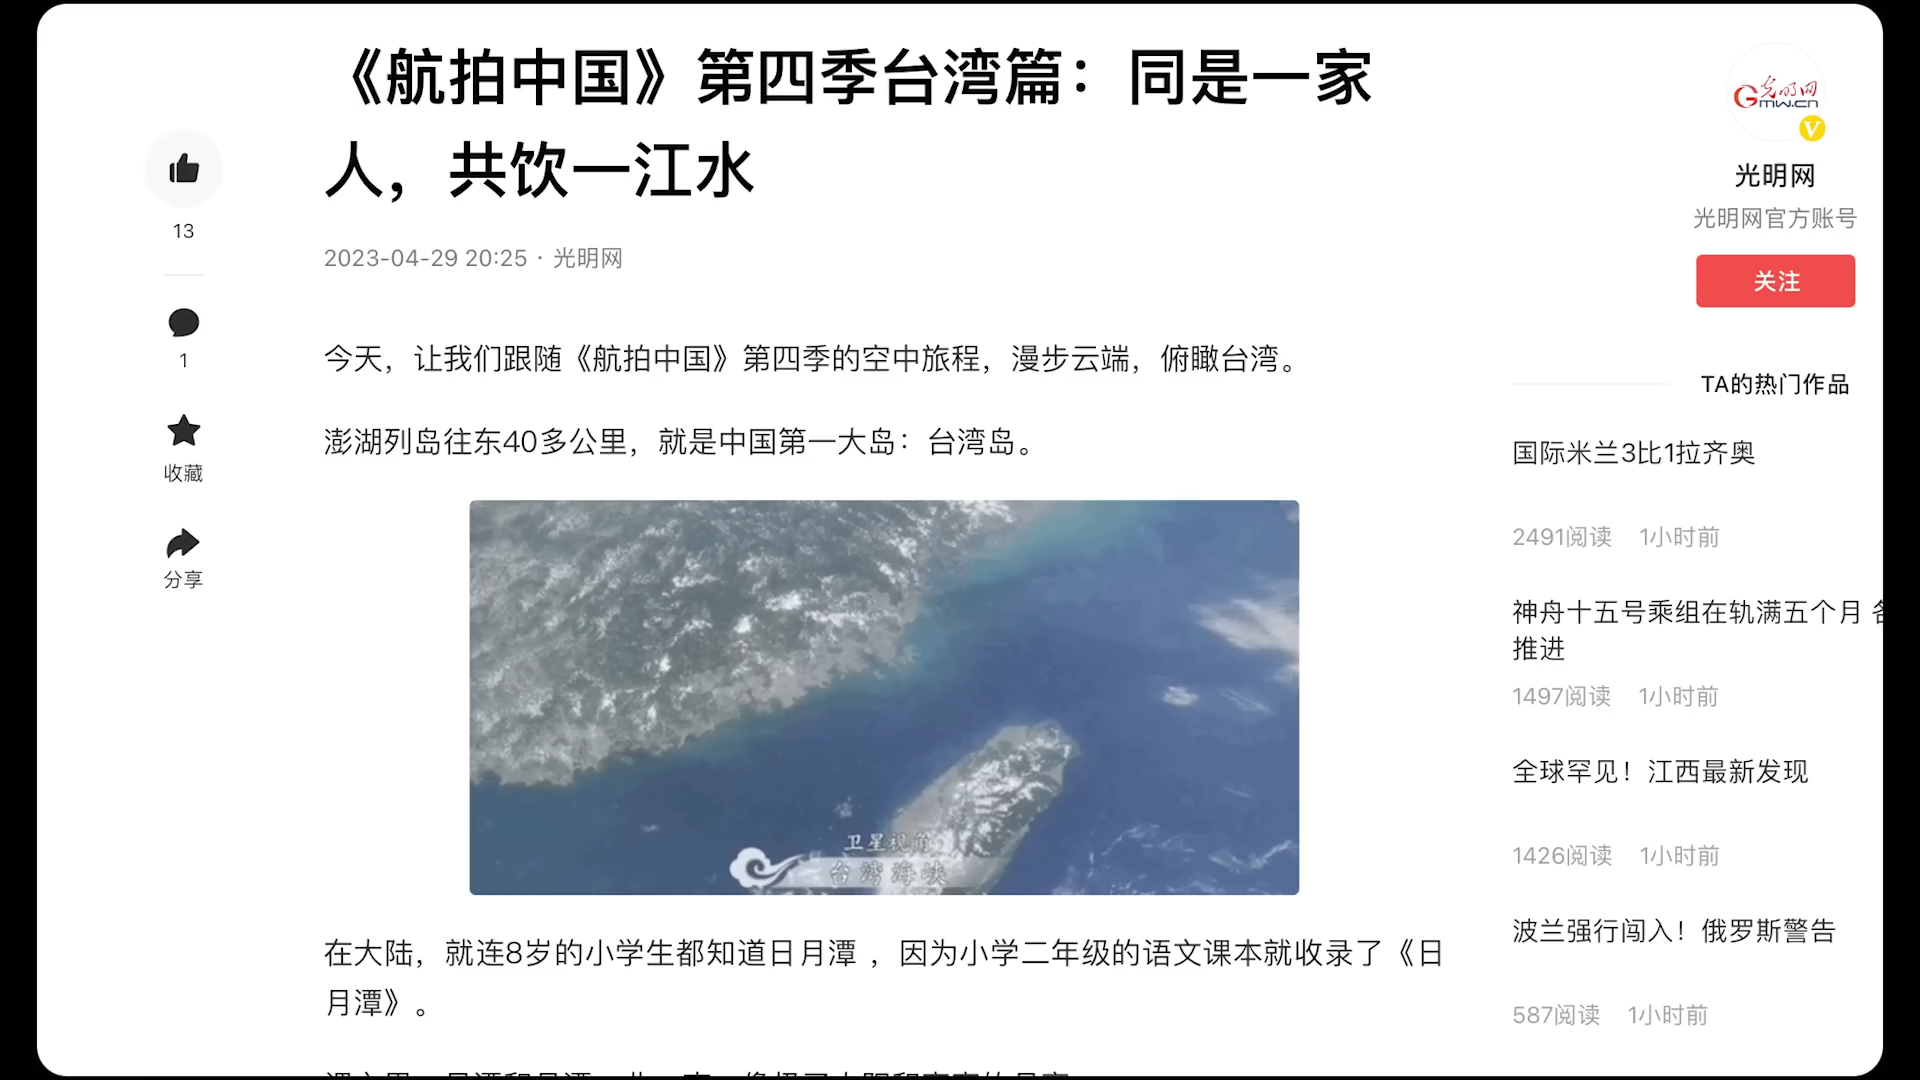 《航拍中国》第四季台湾篇：同是一家
人，共饮一江水
2023-04-29 20:25 · 光明网
今天，让我们跟随《航拍中国》第四季的空中旅程，漫步云端，俯瞰台湾。
澎湖列岛往东40多公里，就是中国第一大岛：台湾岛。
卫星视角
台湾海峡
在大陆，就连8岁的小学生都知道日月潭 ，因为小学二年级的语文课本就收录了《日
月潭》。
13
1
收藏
分享
光明网
GMW.CN
V
光明网
光明网官方账号
关注
TA的热门作品
国际米兰3比1拉齐奥
2491阅读 1小时前
神舟十五号乘组在轨满五个月
推进
1497阅读 1小时前
全球罕见！江西最新发现
1426阅读 1小时前
波兰强行闯入！俄罗斯警告
587阅读 1小时前